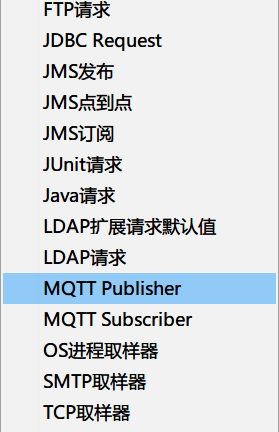 FTP请求
JDBC Request
JMS发布
JMS点到点
JMS订阅
JUnit请求
Java请求
LDAP扩展请求默认值
LDAP请求
MQTT Publisher
MQTT Subscriber
OS进程取样器
SMTP取样器
TCP取样器